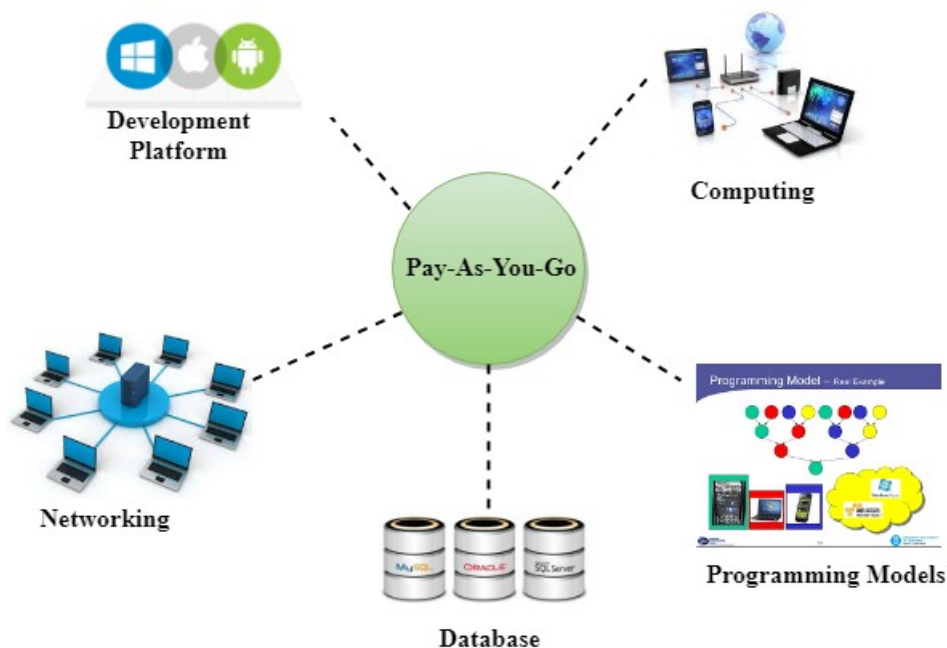 Development
Platform
Computing
Pay-As-You-Go
Networking
Programming Model — Real Example
Programming Models
MySQL
ORACLE
SQL Server
Database